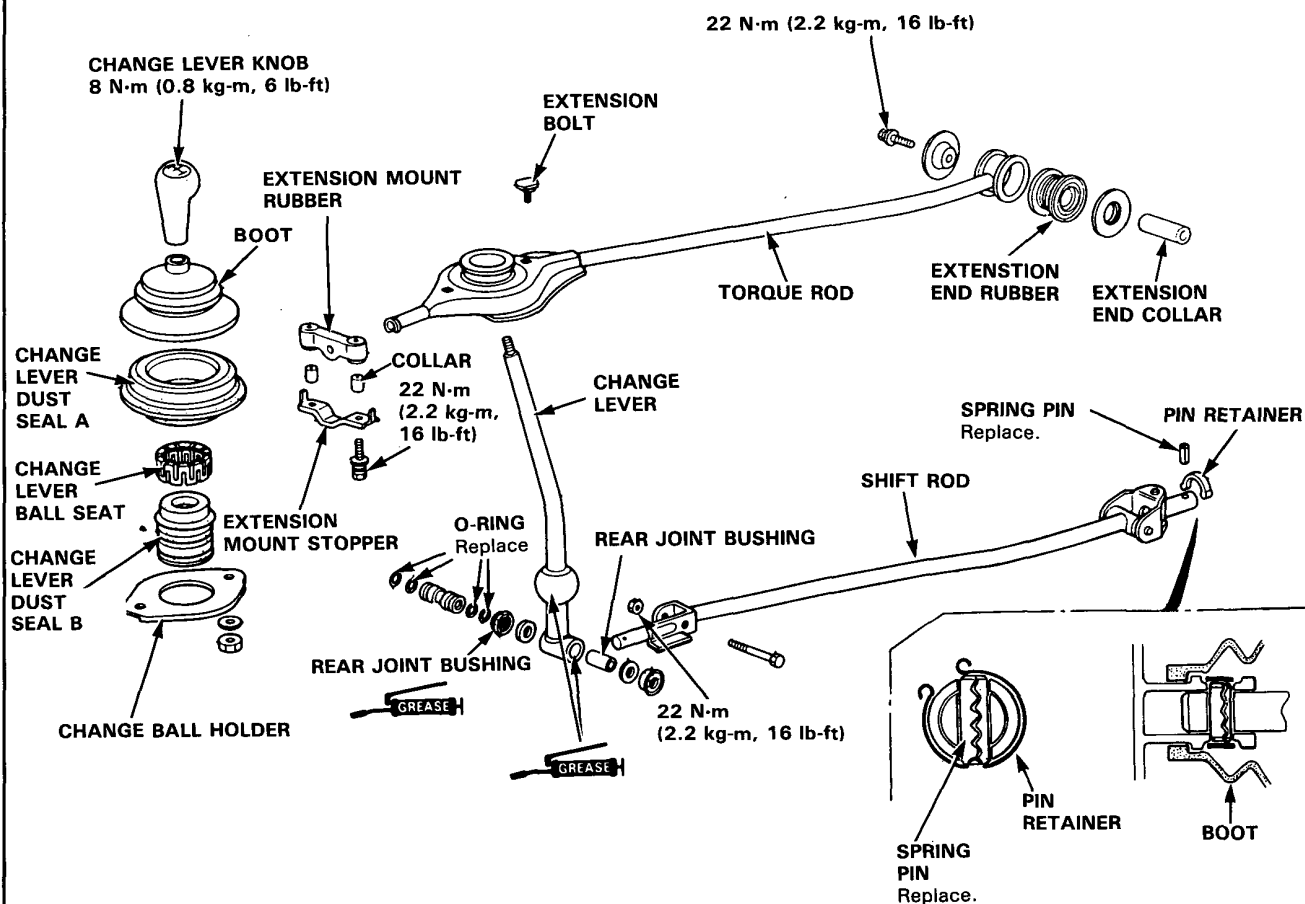 22 N·m (2.2 kg-m, 16 lb-ft)
CHANGE LEVER KNOB
8 N·m (0.8 kg-m, 6 lb-ft)
EXTENSION
BOLT
EXTENSION MOUNT
RUBBER
BOOT
TORQUE ROD
EXTENSTION
END RUBBER
EXTENSION
END COLLAR
CHANGE
LEVER
DUST
SEAL A
COLLAR
22 N·m
(2.2 kg-m,
16 lb-ft)
CHANGE
LEVER
SPRING PIN
Replace.
PIN RETAINER
CHANGE
LEVER
BALL SEAT
SHIFT ROD
EXTENSION
MOUNT STOPPER
O-RING
Replace
REAR JOINT BUSHING
CHANGE
LEVER
DUST
SEAL B
REAR JOINT BUSHING
GREASE
CHANGE BALL HOLDER
22 N·m
(2.2 kg-m, 16 lb-ft)
GREASE
PIN
RETAINER
BOOT
SPRING
PIN
Replace.